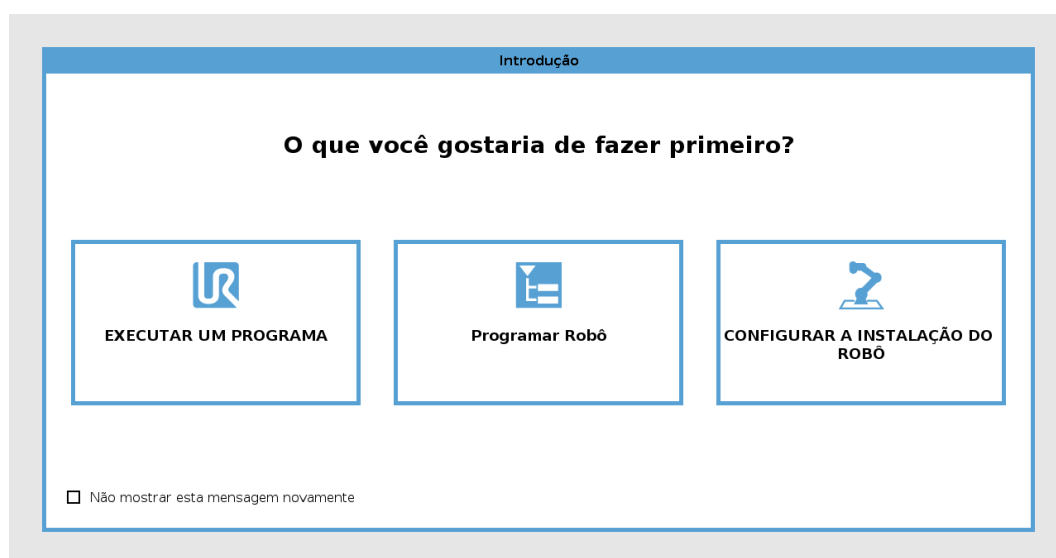 Introdução
O que você gostaria de fazer primeiro?
EXECUTAR UM PROGRAMA
Programar Robô
CONFIGURAR A INSTALAÇÃO DO
ROBÔ
Não mostrar esta mensagem novamente